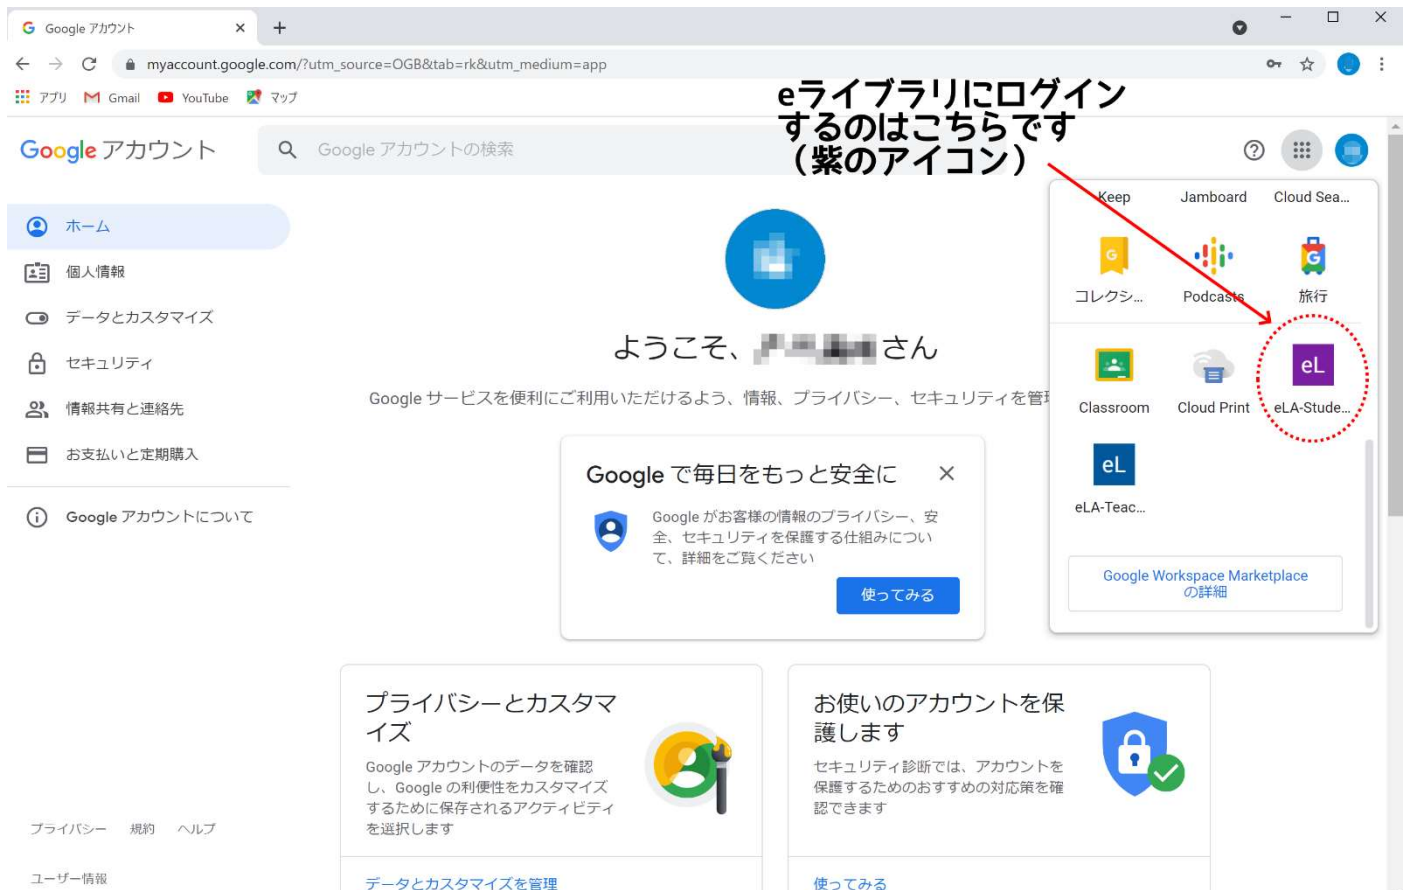 Google アカウント
myaccount.google.com/?utm_source=OGB&tab=rk&utm_medium=app
アプリ Gmail YouTube マップ
eライブラリにログイン
するのはこちらです
（紫のアイコン）
Google アカウント
Google アカウントの検索
ホーム
個人情報
データとカスタマイズ
セキュリティ
情報共有と連絡先
お支払いと定期購入
Google アカウントについて
プライバシー 規約 ヘルプ
ユーザー情報
ようこそ、
さん
Google サービスを便利にご利用いただけるよう、情報、プライバシー、セキュリティを管
Google で毎日をもっと安全に
Google がお客様の情報のプライバシー、安
全、セキュリティを保護する仕組みについ
て、詳細をご覧ください
使ってみる
プライバシーとカスタマ
イズ
Google アカウントのデータを確認
し、Google の利便性をカスタマイズ
するために保存されるアクティビティ
を選択します
データとカスタマイズを管理
お使いのアカウントを保
護します
セキュリティ診断では、アカウントを
保護するためのおすすめの対応策を確
認できます
使ってみる
Keep Jamboard Cloud Sea...
G G
コレクシ... Podcasts 旅行
eL
Classroom Cloud Print eLA-Stude...
eL
eLA-Teac...
Google Workspace Marketplace
の詳細